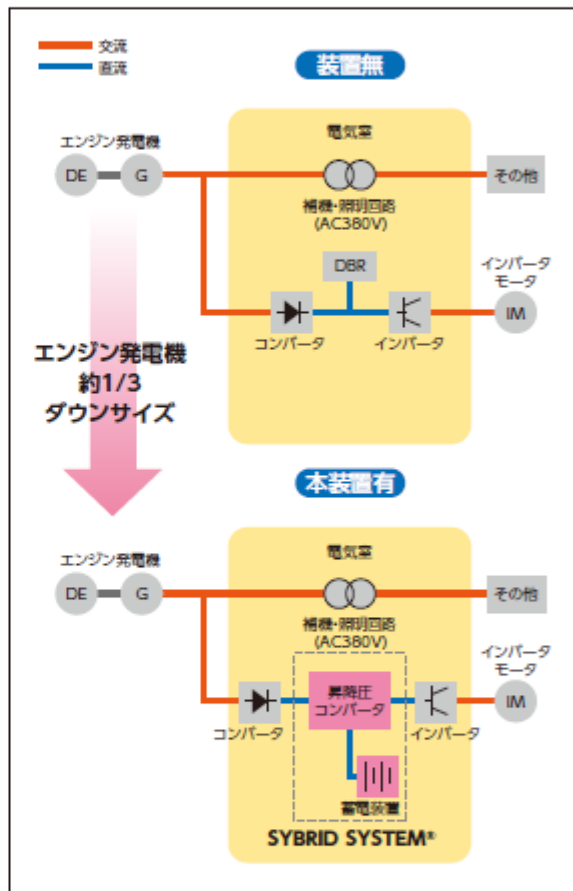 交流
直流
装置無
エンジン発電機
DE
G
電気室
補機・照明回路
(AC380V)
その他
DBR
コンバータ
インバータ
インバータ
モータ
IM
エンジン発電機
約1/3
ダウンサイズ
本装置有
エンジン発電機
DE
G
電気室
補機・照明回路
(AC380V)
その他
コンバータ
昇降圧
コンバータ
インバータ
インバータ
モータ
IM
蓄電装置
SYBRID SYSTEM®